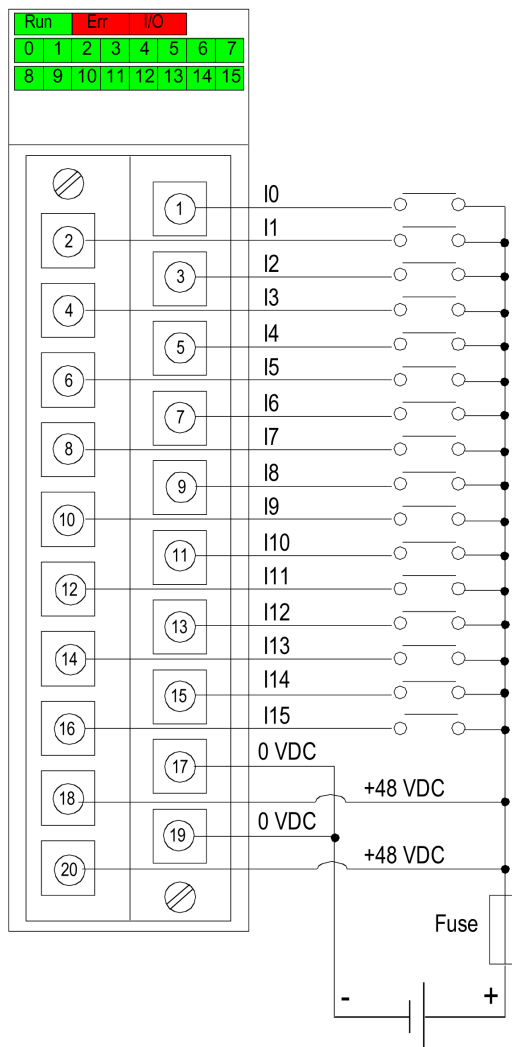 Run Err I/O
0 1 2 3 4 5 6 7
8 9 10 11 12 13 14 15
1 I0
2 I1
3 I2
4 I3
5 I4
6 I5
7 I6
8 I7
9 I8
10 I9
11 I10
12 I11
13 I12
14 I13
15 I14
16 I15
17 0 VDC
18 +48 VDC
19 0 VDC
20 +48 VDC
Fuse
- +